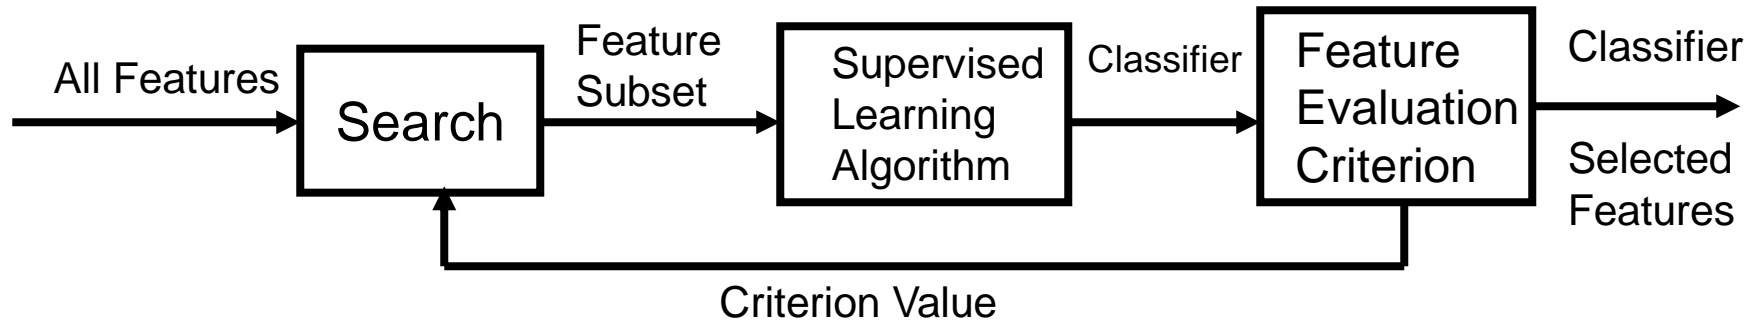 All Features
Search
Feature
Subset
Supervised
Learning
Algorithm
Classifier
Feature
Evaluation
Criterion
Classifier
Selected
Features
Criterion Value